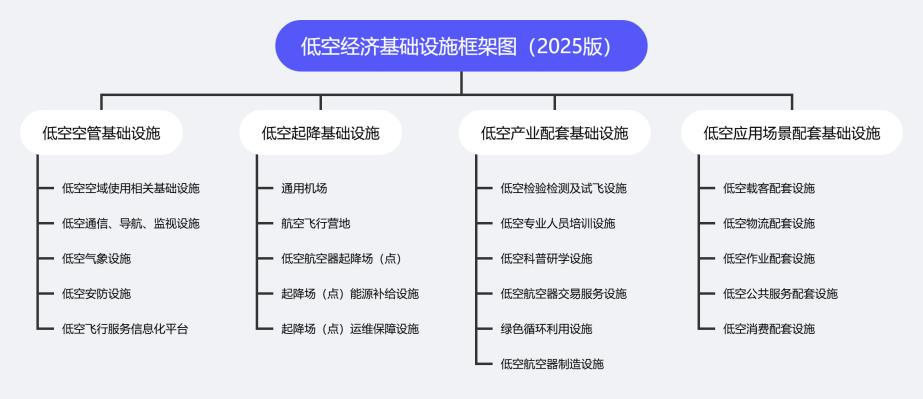 低空经济基础设施框架图（2025版）
低空空管基础设施
低空空域使用相关基础设施
低空通信、导航、监视设施
低空气象设施
低空安防设施
低空飞行服务信息化平台
低空起降基础设施
通用机场
航空飞行营地
低空航空器起降场（点）
起降场（点）能源补给设施
起降场（点）运维保障设施
低空产业配套基础设施
低空检验检测及试飞设施
低空专业人员培训设施
低空科普研学设施
低空航空器交易服务设施
绿色循环利用设施
低空航空器制造设施
低空应用场景配套基础设施
低空载客配套设施
低空物流配套设施
低空作业配套设施
低空公共服务配套设施
低空消费配套设施